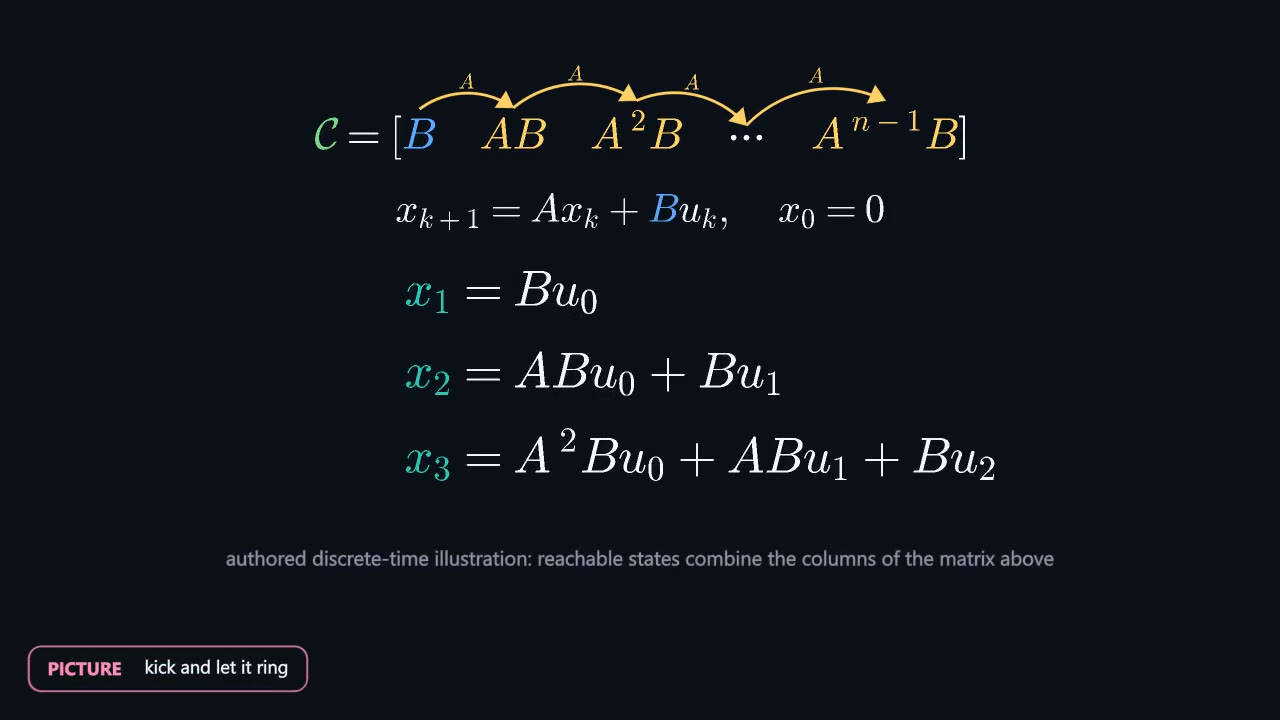 A A A A
𝒞 = [B AB A²B ⋯ Aⁿ⁻¹B]
xₖ₊₁ = Axₖ + Buₖ, x₀ = 0
x₁ = Bu₀
x₂ = ABu₀ + Bu₁
x₃ = A²Bu₀ + ABu₁ + Bu₂
authored discrete-time illustration: reachable states combine the columns of the matrix above
PICTURE kick and let it ring